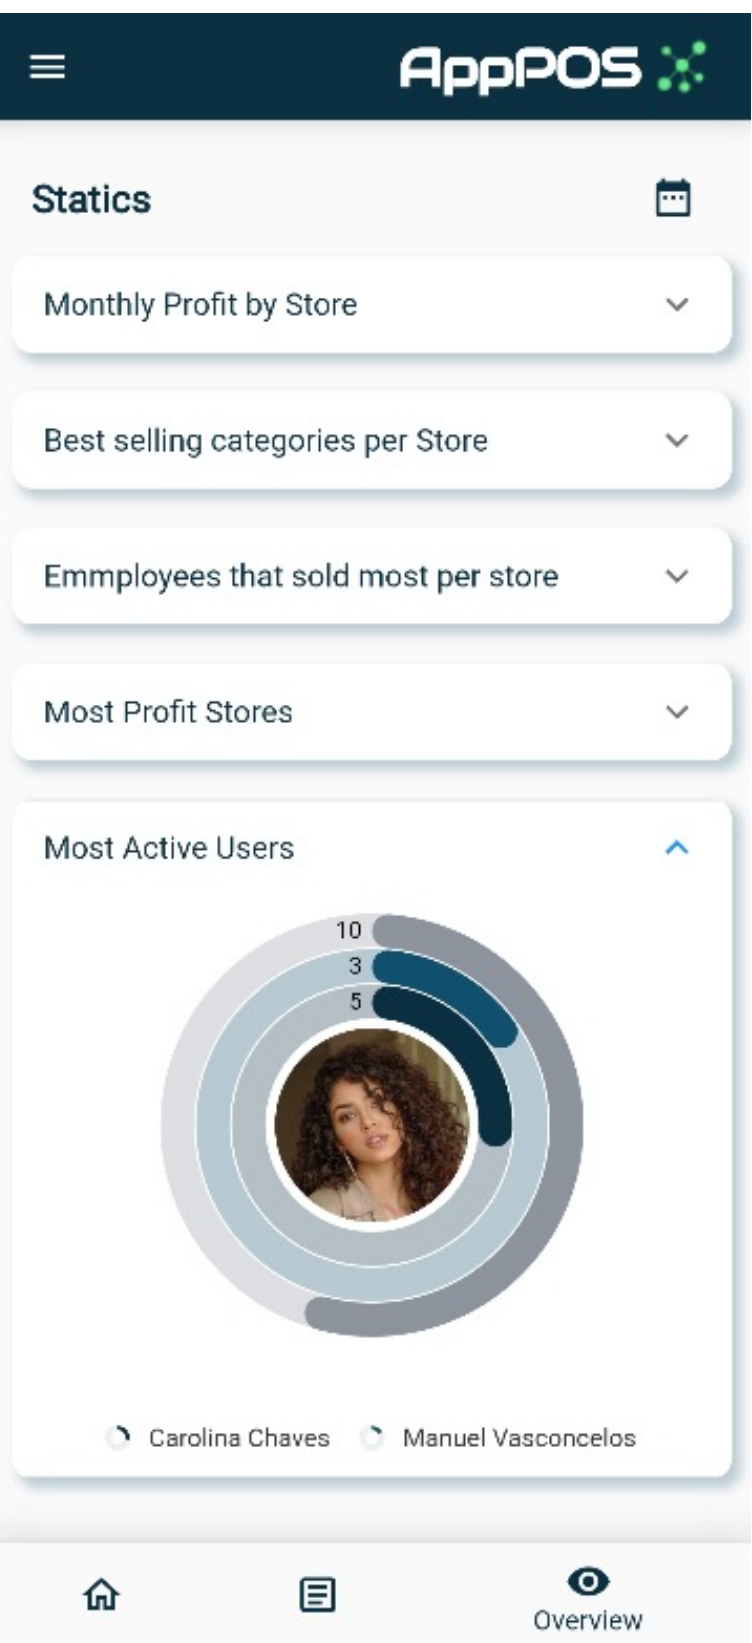 AppPOS
Statics
Monthly Profit by Store
Best selling categories per Store
Emmployees that sold most per store
Most Profit Stores
Most Active Users
10
3
5
Carolina Chaves Manuel Vasconcelos
Overview